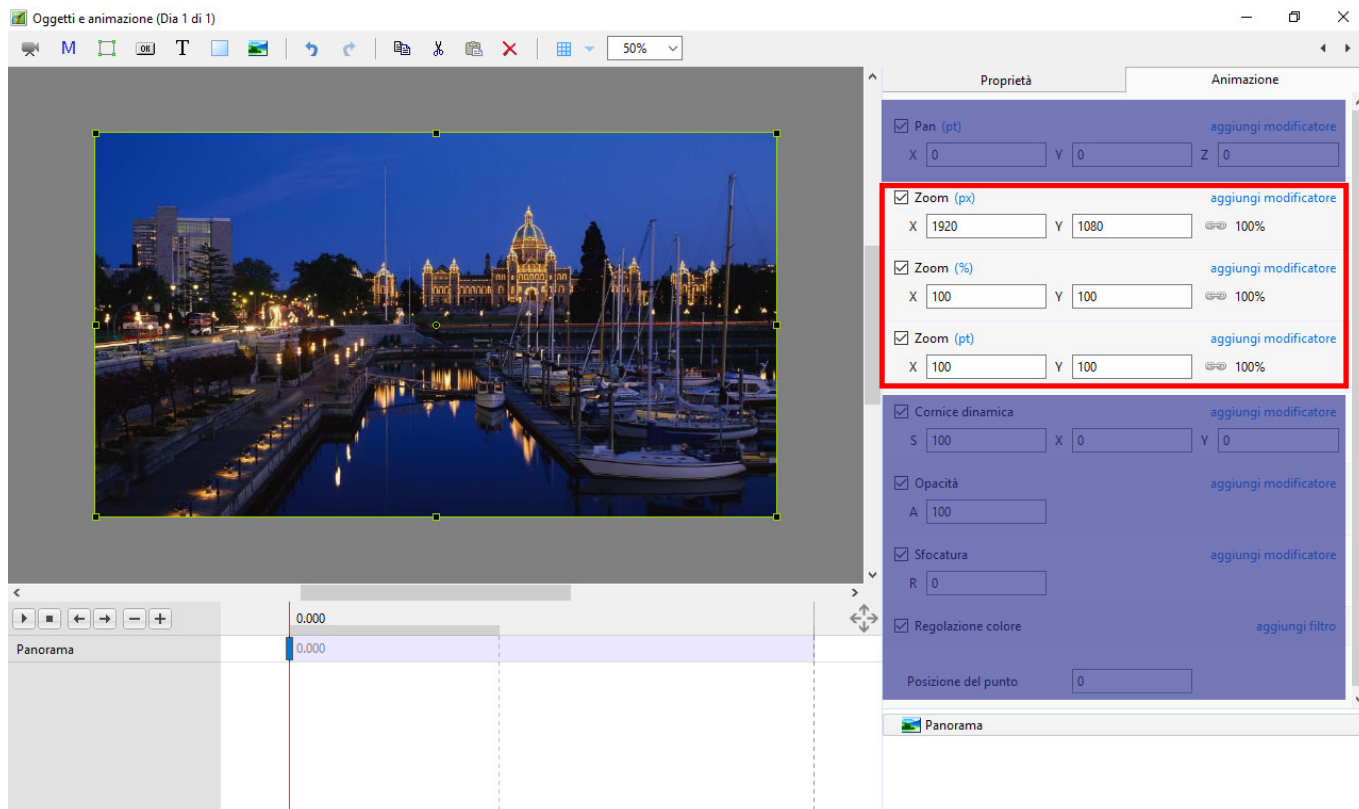 Oggetti e animazione (Dia 1 di 1)
M OK T 50%
Proprietà Animazione
Pan (pt) aggiungi modificatore
X 0 Y 0 Z 0
Zoom (px) aggiungi modificatore
X 1920 Y 1080 100%
Zoom (%) aggiungi modificatore
X 100 Y 100 100%
Zoom (pt) aggiungi modificatore
X 100 Y 100 100%
Cornice dinamica aggiungi modificatore
S 100 X 0 Y 0
Opacità aggiungi modificatore
A 100
Sfocatura aggiungi modificatore
R 0
Regolazione colore aggiungi filtro
Posizione del punto 0
Panorama
0.000
Panorama 0.000